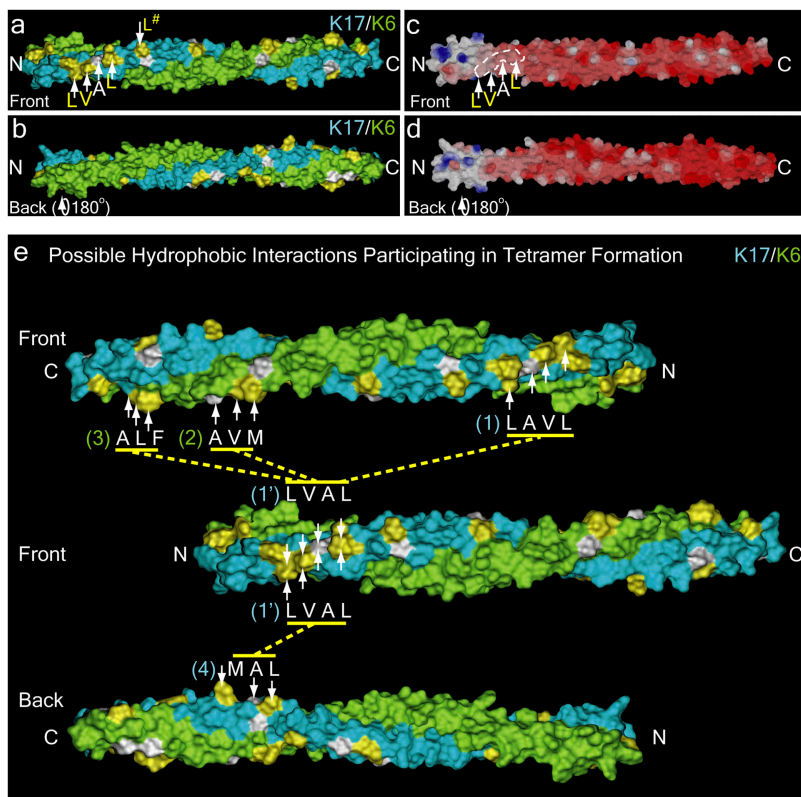 a
L#
K17/K6
N
C
L V A L
Front
b
K17/K6
N
C
Back ( 180°)
c
N
C
L V A L
Front
d
N
C
Back ( 180°)
e Possible Hydrophobic Interactions Participating in Tetramer Formation K17/K6
Front
C
N
(3) A L F (2) A V M (1) L A V L
(1') L V A L
Front
N
C
(1') L V A L
(4) M A L
Back
C
N